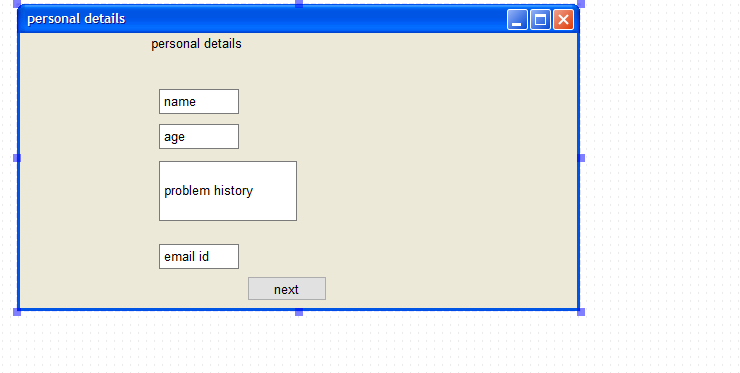 personal details
personal details
name
age
problem history
email id
next